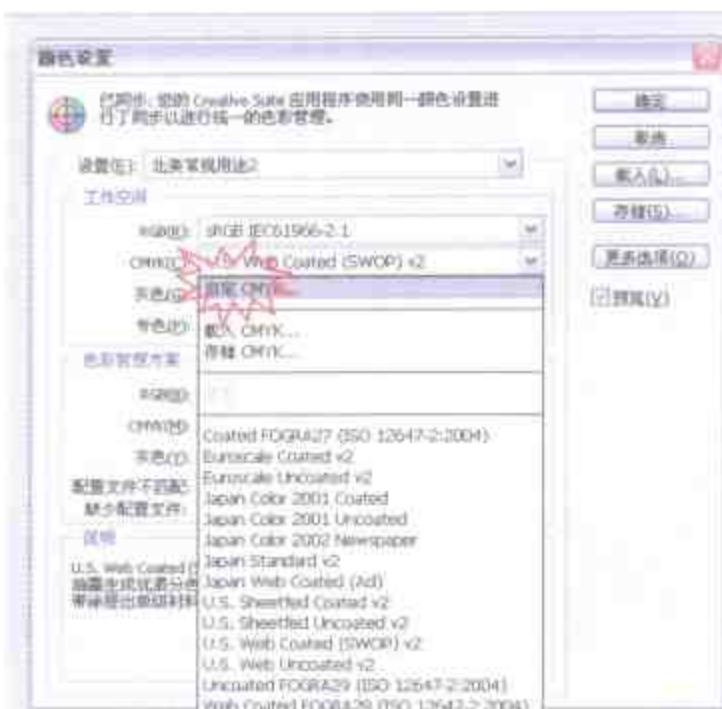 颜色设置
已同步: 您的 Creative Suite 应用程序使用同一颜色设置进
行了同步以进行统一的色彩管理。
确定
取消
载入(L)...
存储(S)...
更多选项(O)
预览(V)
设置(E): 北美常规用途2
工作空间
RGB(R): sRGB IEC61966-2.1
Web Coated (SWOP) v2
自定 CMYK...
灰色(G):
专色(P):
载入 CMYK...
存储 CMYK...
色彩管理方案
RGB(B):
CMYK(M):
灰色(Y):
配置文件不匹配:
缺少配置文件:
Coated FOGRA27 (ISO 12647-2:2004)
Euroscale Coated v2
Euroscale Uncoated v2
Japan Color 2001 Coated
Japan Color 2001 Uncoated
Japan Color 2002 Newspaper
Japan Standard v2
Japan Web Coated (Ad)
U.S. Sheetfed Coated v2
U.S. Sheetfed Uncoated v2
U.S. Web Coated (SWOP) v2
U.S. Web Uncoated v2
Uncoated FOGRA29 (ISO 12647-2:2004)
Web Coated FOGRA28 (ISO 12647-2:2004)
说明
U.S. Web Coated